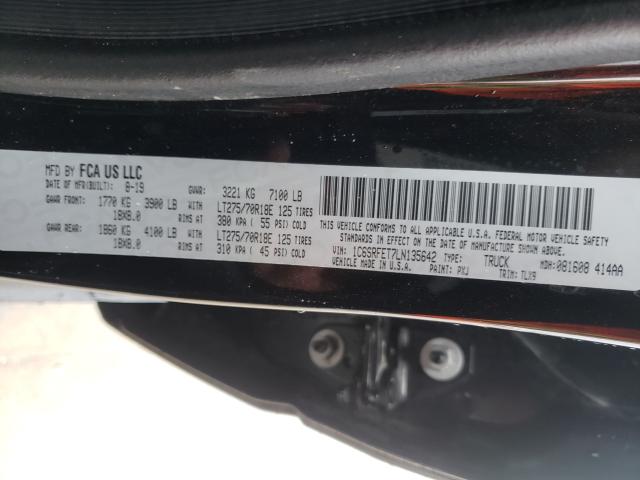 MFD BY FCA US LLC
DATE OF MFR(BUILT): 8-19 GVWR: 3221 KG 7100 LB
GAWR FRONT: 1770 KG 3900 LB WITH LT275/70R18E 125 TIRES
18X8.0 RIMS AT 380 KPA ( 55 PSI) COLD
GAWR REAR: 1860 KG 4100 LB WITH LT275/70R18E 125 TIRES
18X8.0 RIMS AT 310 KPA ( 45 PSI) COLD
THIS VEHICLE CONFORMS TO ALL APPLICABLE U.S.A. FEDERAL MOTOR VEHICLE SAFETY
STANDARDS IN EFFECT ON THE DATE OF MANUFACTURE SHOWN ABOVE.
VIN: 1C6SRFET7LN135642 TYPE: TRUCK MDH: 081608 414AA
VEHICLE MADE IN U.S.A. PAINT: PXJ TRIM: TLX9